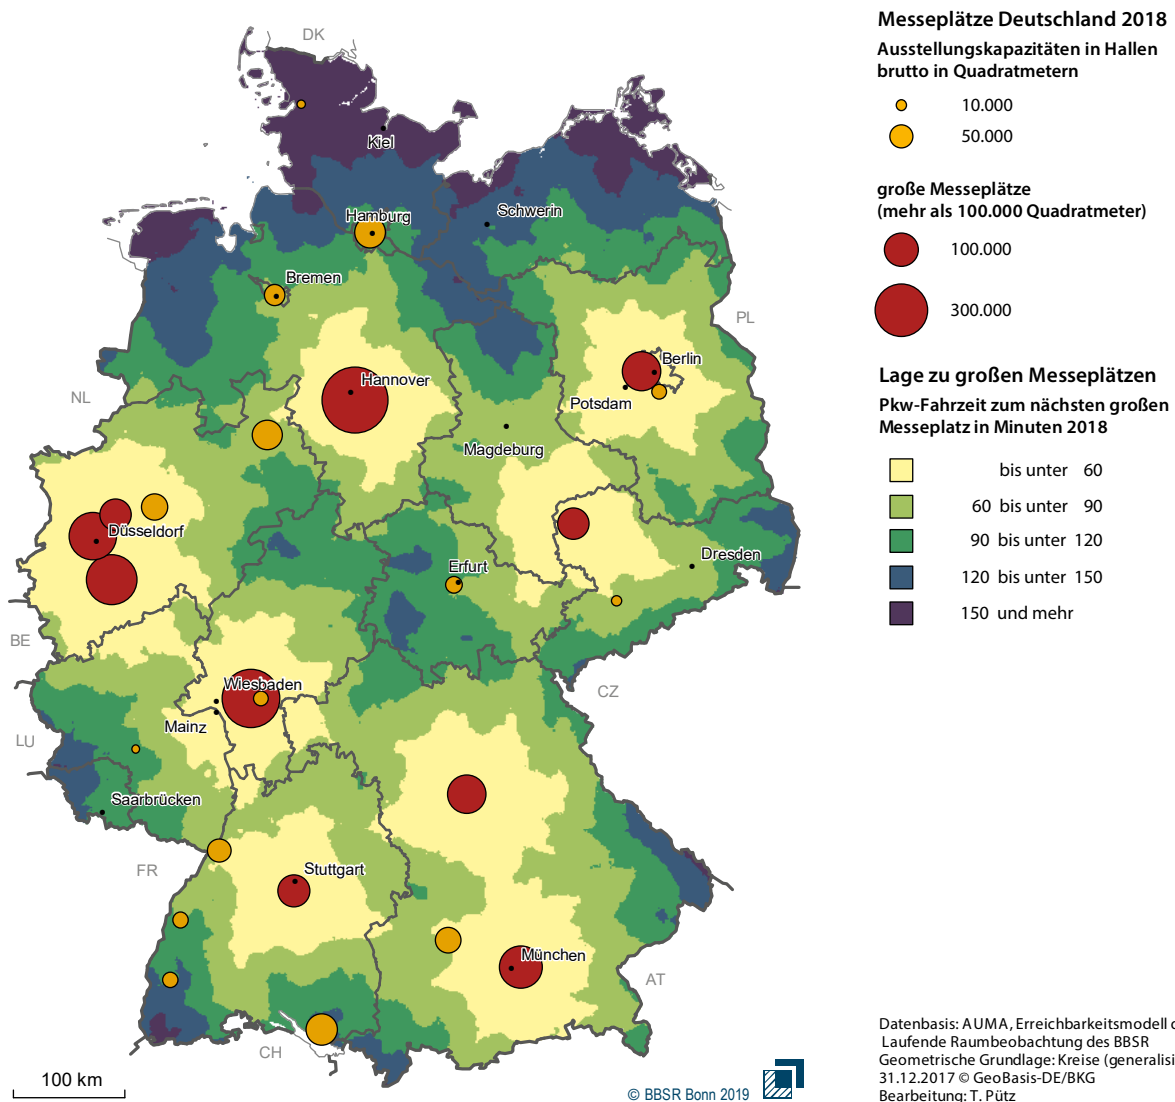 DK
Kiel
Hamburg
Schwerin
Bremen
PL
Hannover
Berlin
NL
Potsdam
Magdeburg
Düsseldorf
Dresden
Erfurt
BE
Wiesbaden
CZ
Mainz
LU
Saarbrücken
FR
Stuttgart
München
AT
CH
100 km
© BBSR Bonn 2019
Messeplätze Deutschland 2018
Ausstellungskapazitäten in Hallen
brutto in Quadratmetern
10.000
50.000
große Messeplätze
(mehr als 100.000 Quadratmeter)
100.000
300.000
Lage zu großen Messeplätzen
Pkw-Fahrzeit zum nächsten großen
Messeplatz in Minuten 2018
bis unter 60
60 bis unter 90
90 bis unter 120
120 bis unter 150
150 und mehr
Datenbasis: AUMA, Erreichbarkeitsmodell
Laufende Raumbeobachtung des BBSR
Geometrische Grundlage: Kreise
31.12.2017 © GeoBasis-DE/BKG
Bearbeitung: T. Pütz